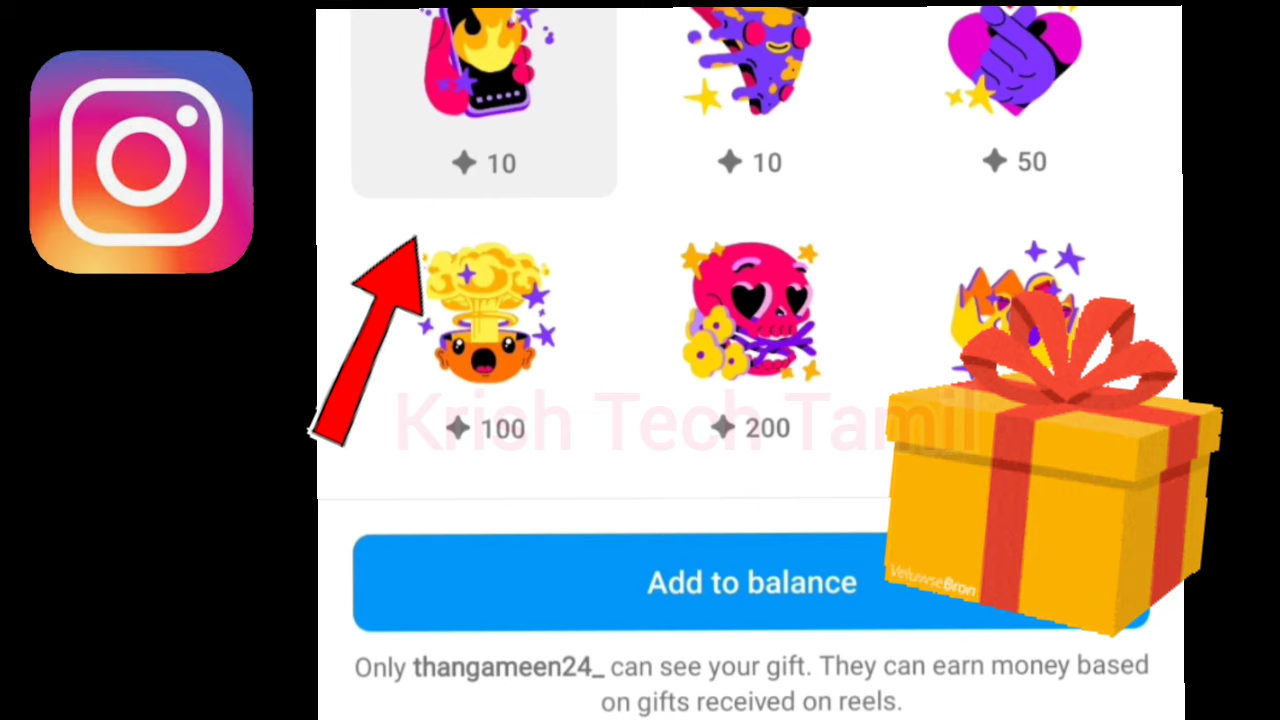 10
10
50
100
200
Krish Tech Tamil
Add to balance
VeluwseBron
Only thangameen24_ can see your gift. They can earn money based
on gifts received on reels.